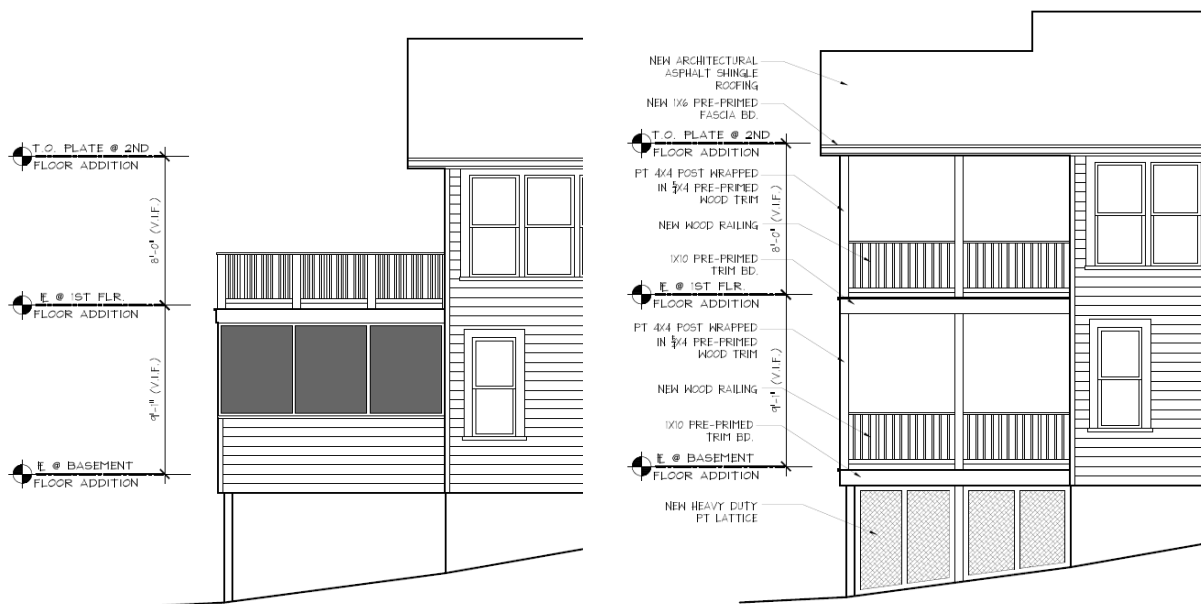 T.O. PLATE @ 2ND
FLOOR ADDITION
8'-0" (V.I.F.)
FL @ 1ST FLR.
FLOOR ADDITION
9'-1" (V.I.F.)
FL @ BASEMENT
FLOOR ADDITION
NEW ARCHITECTURAL
ASPHALT SHINGLE
ROOFING
NEW 1X6 PRE-PRIMED
FASCIA BD.
T.O. PLATE @ 2ND
FLOOR ADDITION
PT 4X4 POST WRAPPED
IN 5/4X4 PRE-PRIMED
WOOD TRIM
8'-0" (V.I.F.)
NEW WOOD RAILING
1X10 PRE-PRIMED
TRIM BD.
FL @ 1ST FLR.
FLOOR ADDITION
PT 4X4 POST WRAPPED
IN 5/4X4 PRE-PRIMED
WOOD TRIM
9'-1" (V.I.F.)
NEW WOOD RAILING
1X10 PRE-PRIMED
TRIM BD.
FL @ BASEMENT
FLOOR ADDITION
NEW HEAVY DUTY
PT LATTICE